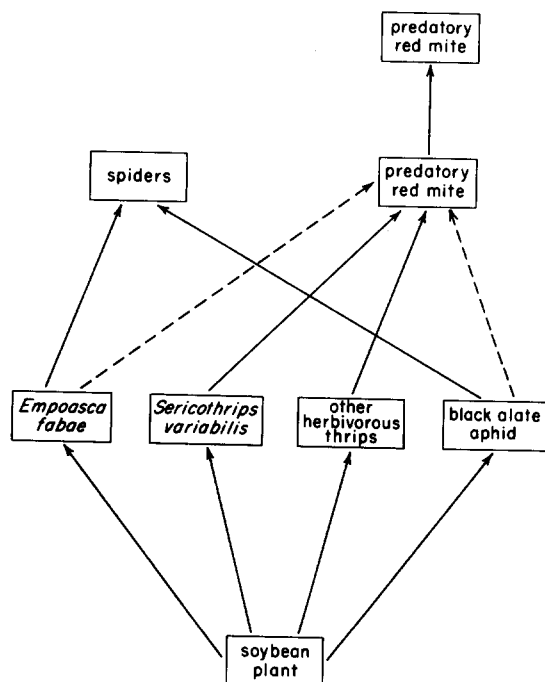 predatory
red mite
spiders
predatory
red mite
Empoasca
fabae
Sericothrips
variabilis
other
herbivorous
thrips
black alate
aphid
soybean
plant